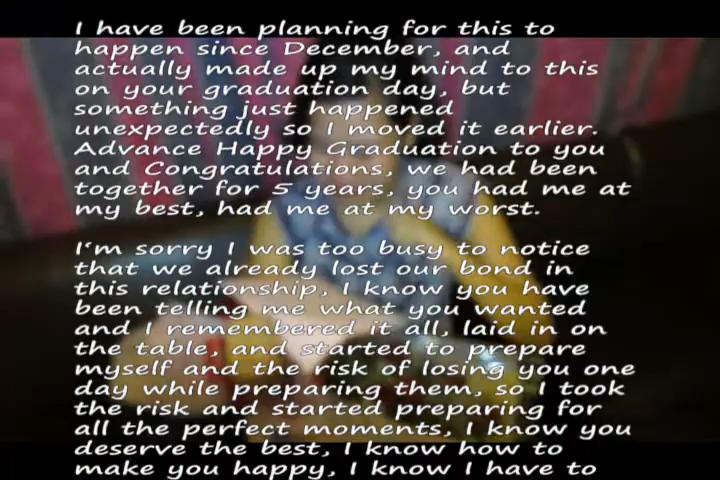 I have been planning for this to
happen since December, and
actually made up my mind to this
on your graduation day, but
something just happened
unexpectedly so I moved it earlier.
Advance Happy Graduation to you
and Congratulations, we had been
together for 5 years, you had me at
my best, had me at my worst.
I'm sorry I was too busy to notice
that we already lost our bond in
this relationship, I know you have
been telling me what you wanted
and I remembered it all, laid in on
the table, and started to prepare
myself and the risk of losing you one
day while preparing them, so I took
the risk and started preparing for
all the perfect moments, I know you
deserve the best, I know how to
make you happy, I know I have to